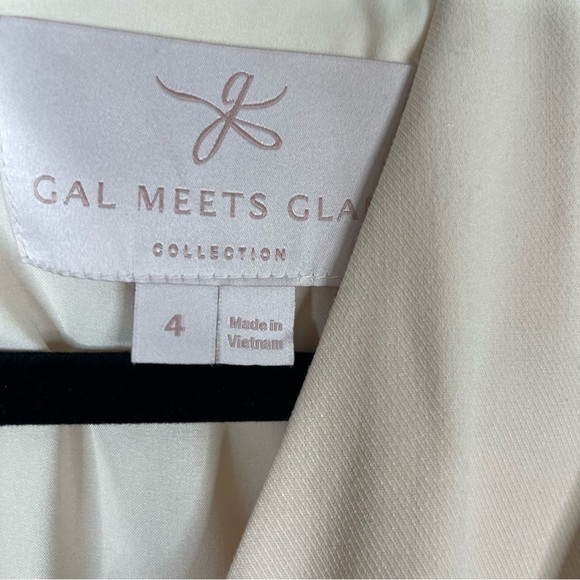 g
GAL MEETS GLA
COLLECTION
4
Made in
Vietnam